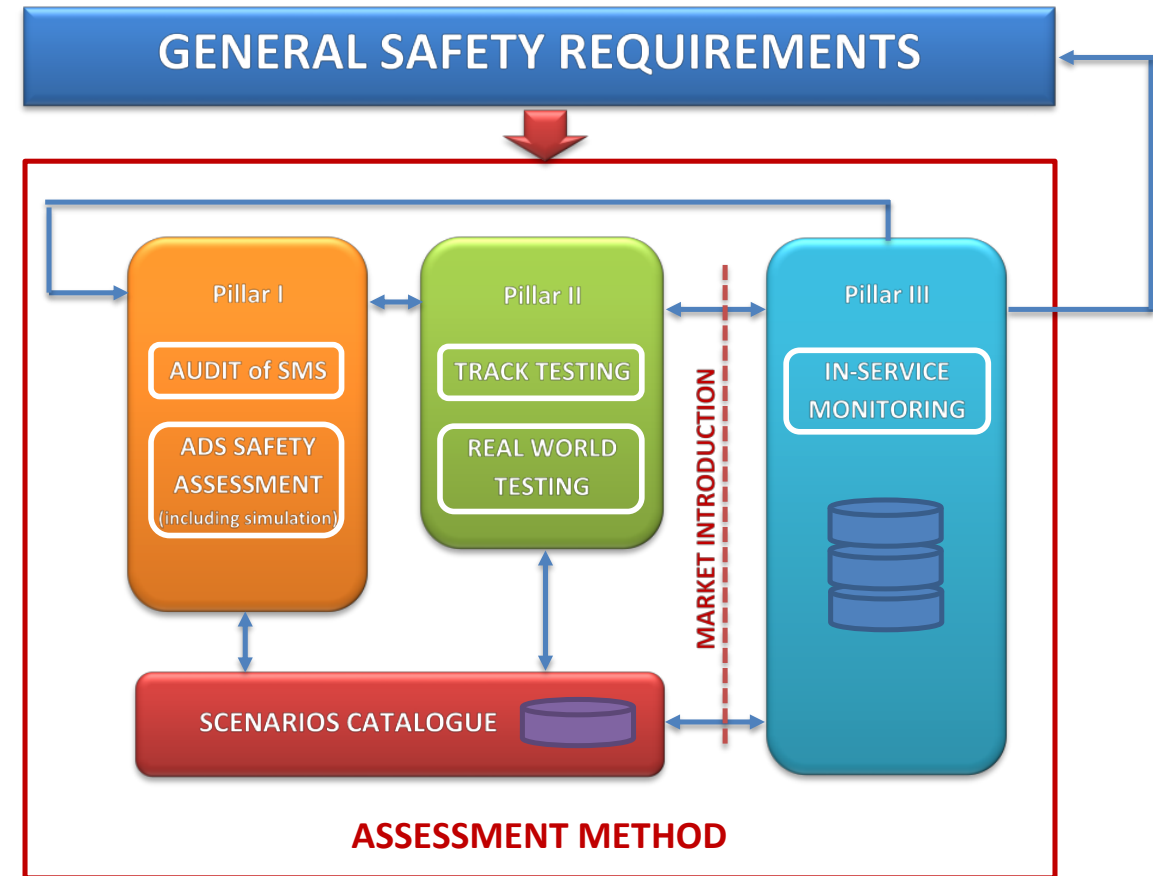 GENERAL SAFETY REQUIREMENTS
Pillar I
AUDIT of SMS
ADS SAFETY
ASSESSMENT
(including simulation)
Pillar II
TRACK TESTING
REAL WORLD
TESTING
MARKET INTRODUCTION
Pillar III
IN-SERVICE
MONITORING
SCENARIOS CATALOGUE
ASSESSMENT METHOD